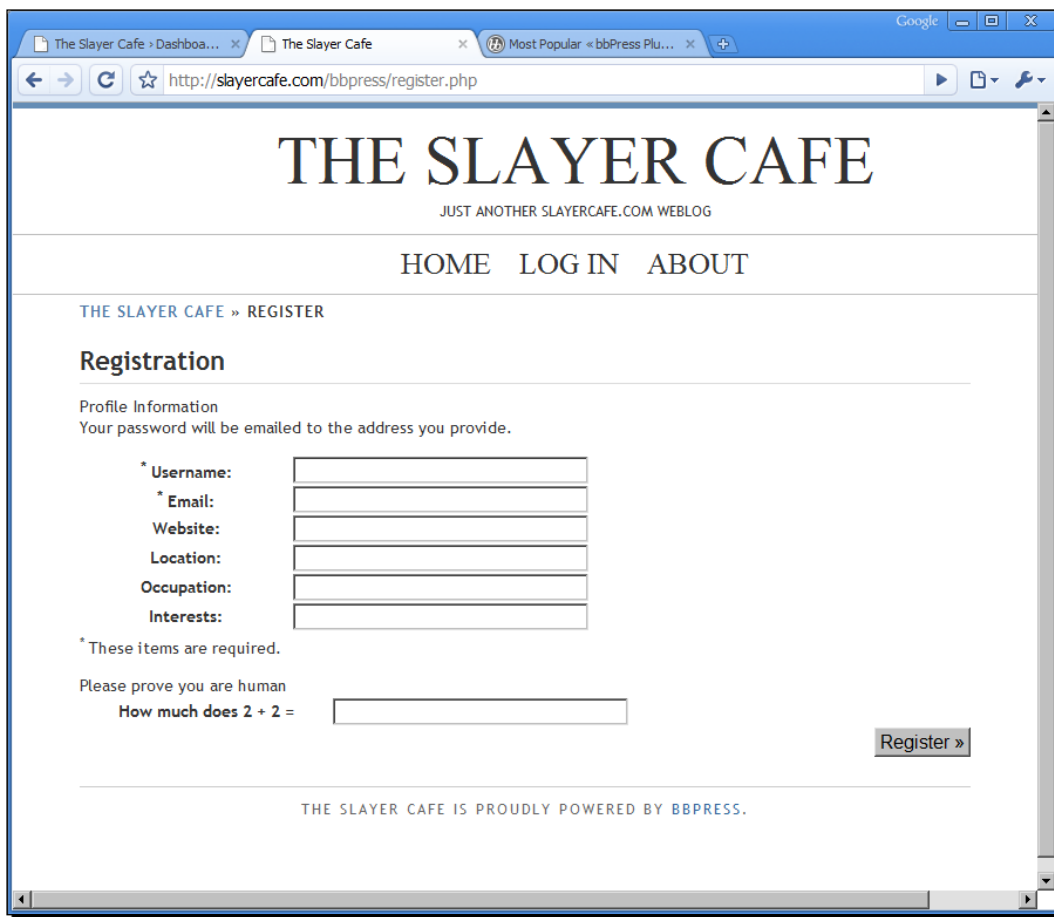 Google
The Slayer Cafe › Dashboa...
The Slayer Cafe
Most Popular « bbPress Plu...
http://slayercafe.com/bbpress/register.php
THE SLAYER CAFE
JUST ANOTHER SLAYERCAFE.COM WEBLOG
HOME LOG IN ABOUT
THE SLAYER CAFE » REGISTER
Registration
Profile Information
Your password will be emailed to the address you provide.
* Username:
* Email:
Website:
Location:
Occupation:
Interests:
* These items are required.
Please prove you are human
How much does 2 + 2 =
Register »
THE SLAYER CAFE IS PROUDLY POWERED BY BBPRESS.